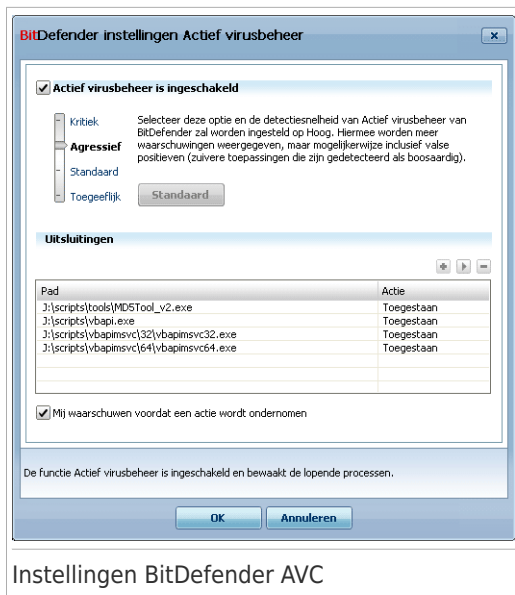 BitDefender instellingen Actief virusbeheer
Actief virusbeheer is ingeschakeld
Kritiek
Agressief
Standaard
Toegeeflijk
Selecteer deze optie en de detectiesnelheid van Actief virusbeheer van
BitDefender zal worden ingesteld op Hoog. Hiermee worden meer
waarschuwingen weergegeven, maar mogelijkerwijze inclusief valse
positieven (zuivere toepassingen die zijn gedetecteerd als boosaardig).
Standaard
Uitsluitingen
Pad Actie
J:\scripts\tools\MD5Tool_v2.exe Toegestaan
J:\scripts\vbapi.exe Toegestaan
J:\scripts\vbapimsvc\32\vbapimsvc32.exe Toegestaan
J:\scripts\vbapimsvc\64\vbapimsvc64.exe Toegestaan
Mij waarschuwen voordat een actie wordt ondernomen
De functie Actief virusbeheer is ingeschakeld en bewaakt de lopende processen.
OK Annuleren
Instellingen BitDefender AVC